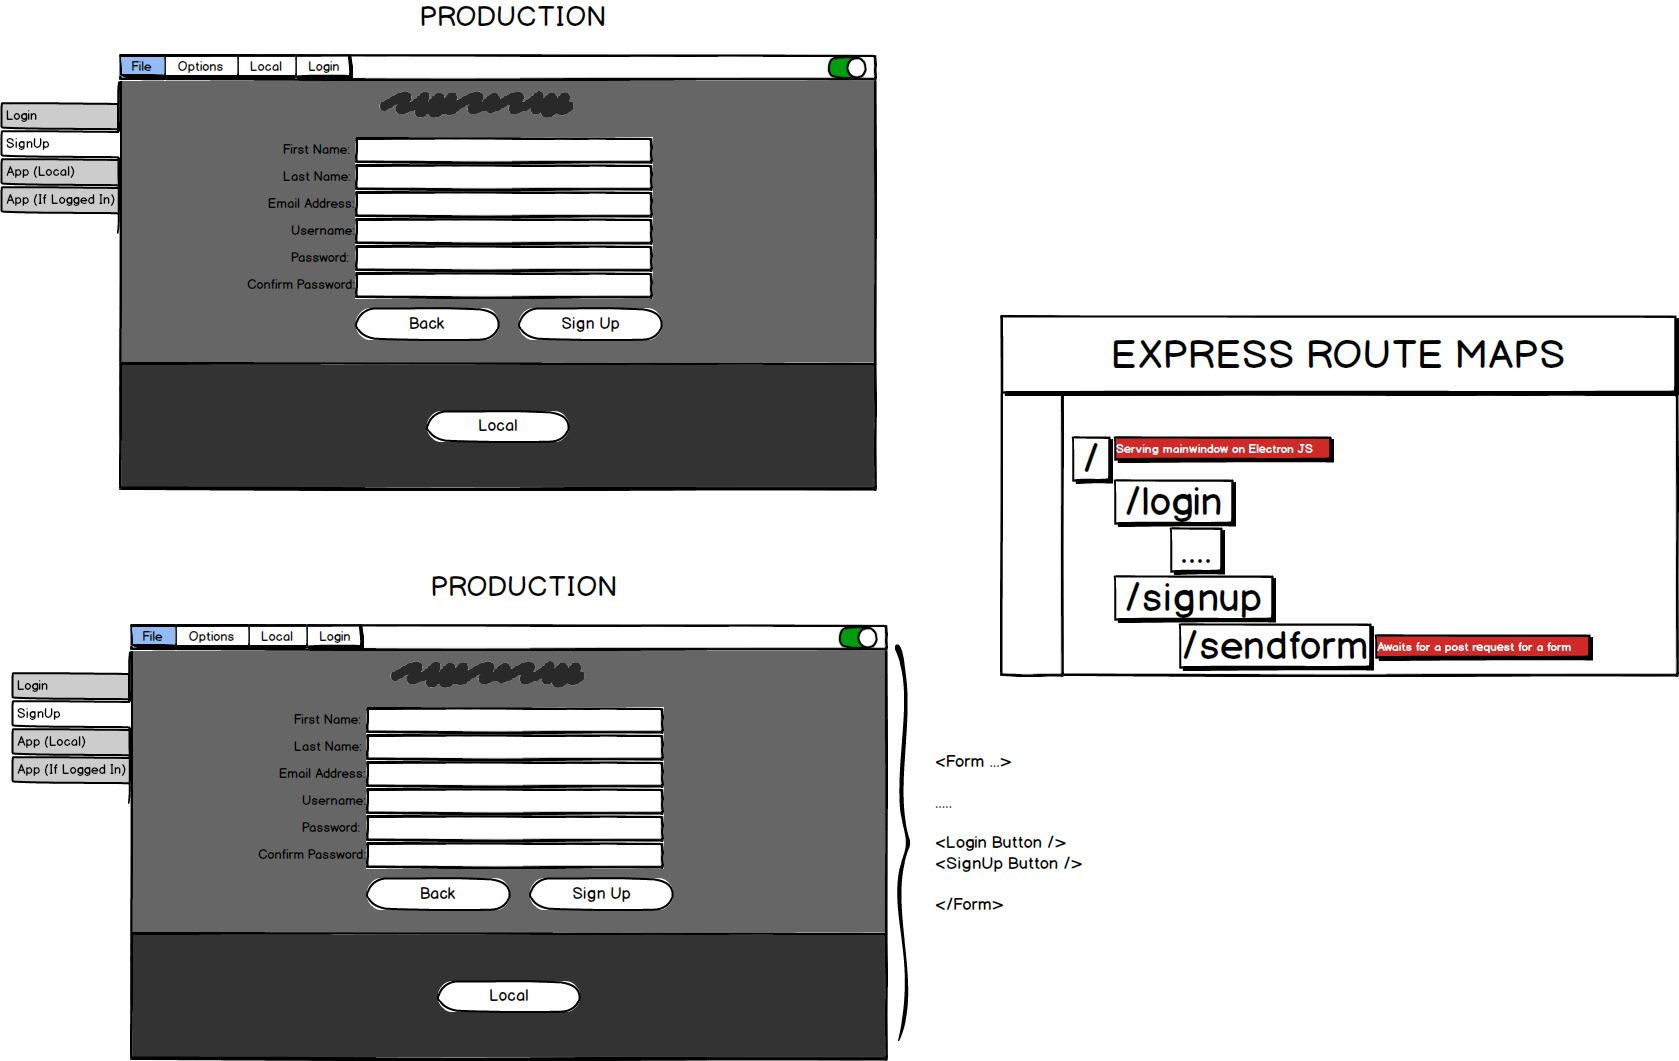 PRODUCTION
File Options Local Login
Login
SignUp
App (Local)
App (If Logged In)
First Name:
Last Name:
Email Address:
Username:
Password:
Confirm Password:
Back Sign Up
Local
EXPRESS ROUTE MAPS
/ Serving mainwindow on Electron JS
/login
....
/signup
/sendform Awaits for a post request for a form
PRODUCTION
File Options Local Login
Login
SignUp
App (Local)
App (If Logged In)
First Name:
Last Name:
Email Address:
Username:
Password:
Confirm Password:
Back Sign Up
Local
<Form ...>
.....
<Login Button />
<SignUp Button />
</Form>